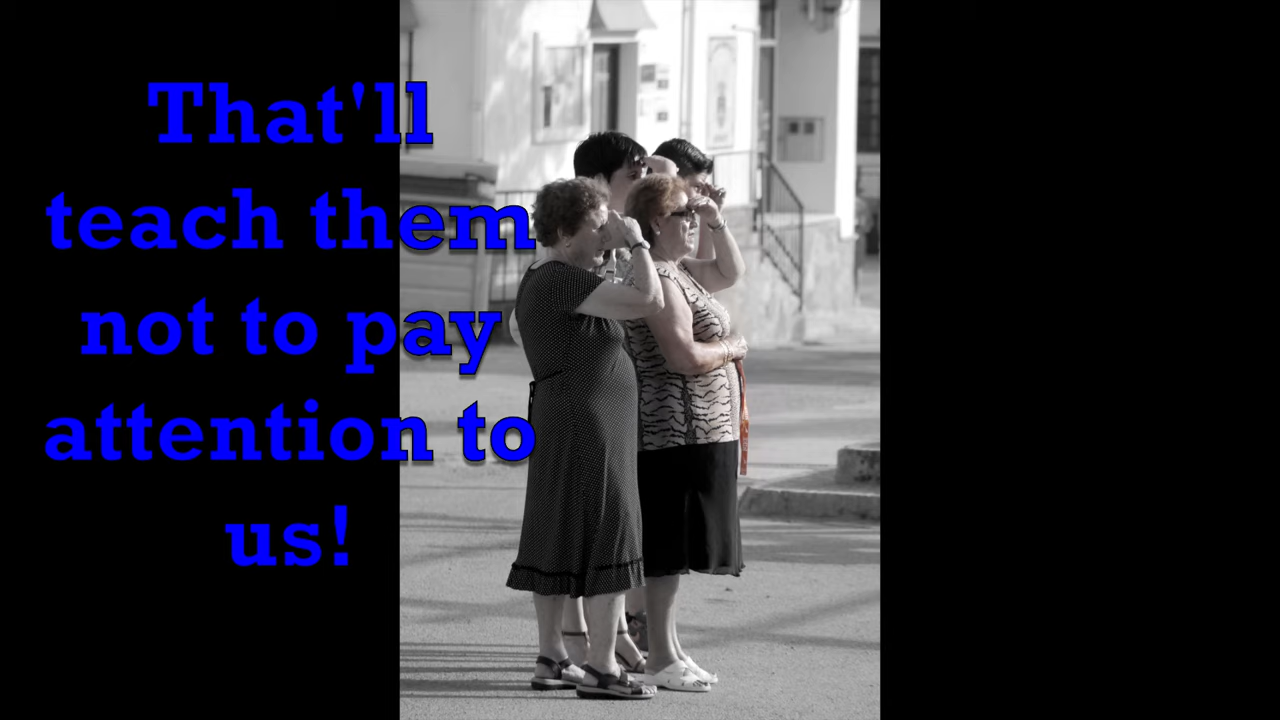 That'll
teach them
not to pay
attention to
us!